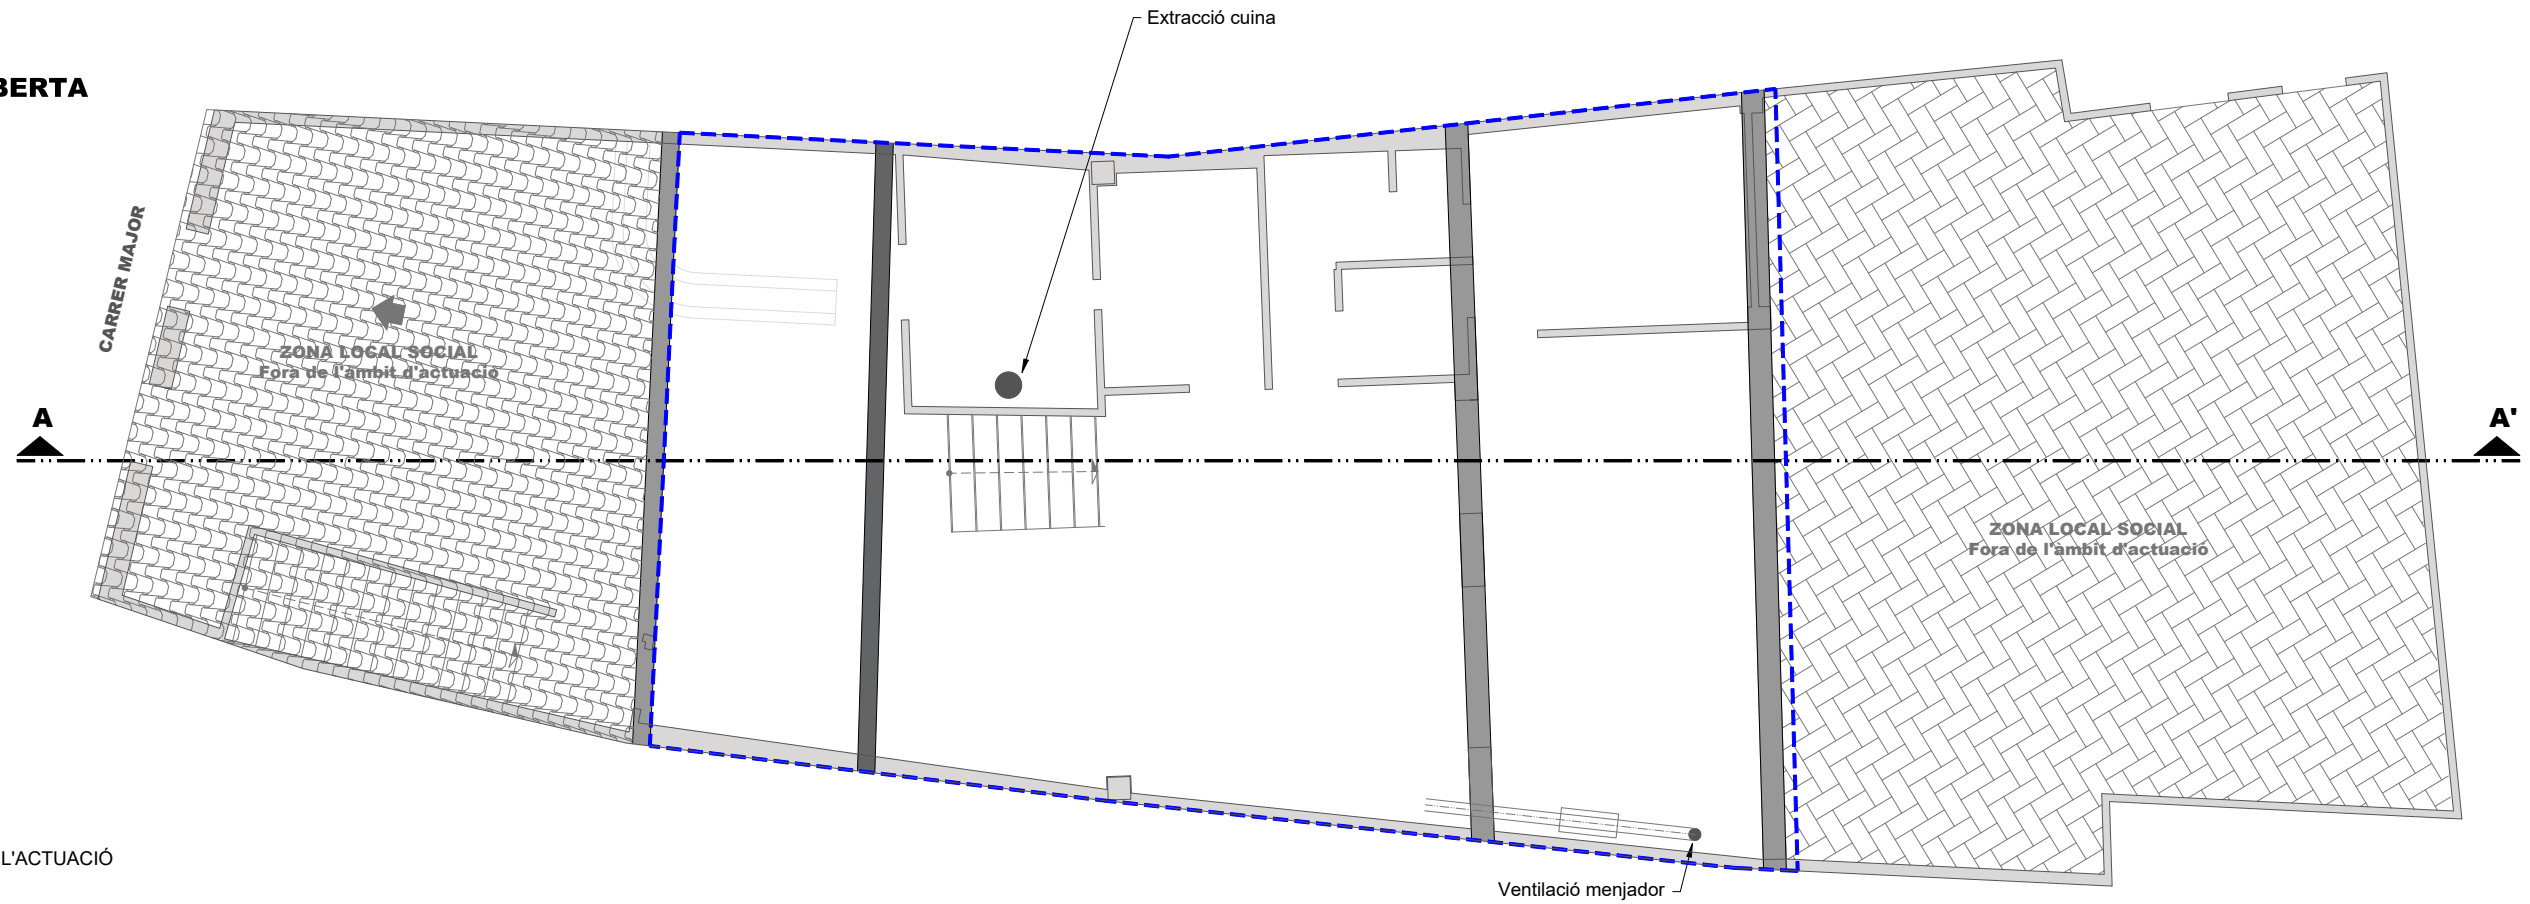 Extracció cuina
BERTA
CARRER MAJOR
ZONA LOCAL SOCIAL
Fora de l'àmbit d'actuació
A
A'
ZONA LOCAL SOCIAL
Fora de l'àmbit d'actuació
L'ACTUACIÓ
Ventilació menjador